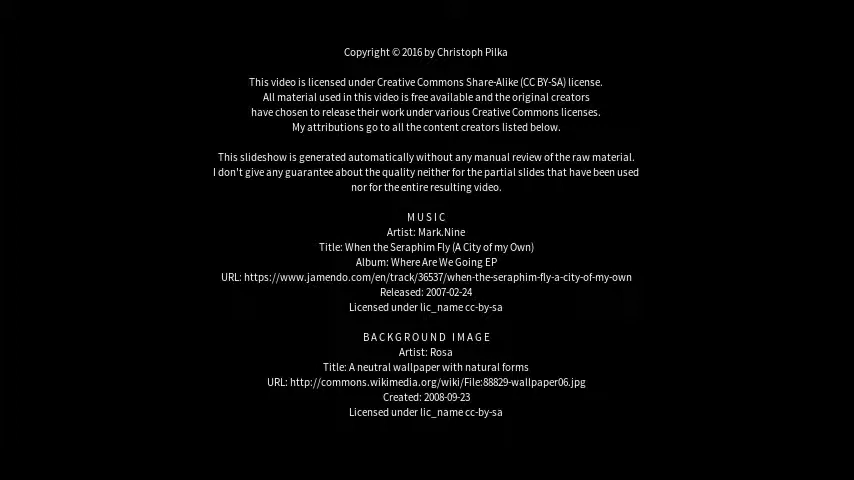 Copyright © 2016 by Christoph Pilka
This video is licensed under Creative Commons Share-Alike (CC BY-SA) license.
All material used in this video is free available and the original creators
have chosen to release their work under various Creative Commons licenses.
My attributions go to all the content creators listed below.
This slideshow is generated automatically without any manual review of the raw material.
I don't give any guarantee about the quality neither for the partial slides that have been used
nor for the entire resulting video.
MUSIC
Artist: Mark.Nine
Title: When the Seraphim Fly (A City of my Own)
Album: Where Are We Going EP
URL: https://www.jamendo.com/en/track/36537/when-the-seraphim-fly-a-city-of-my-own
Released: 2007-02-24
Licensed under lic_name cc-by-sa
BACKGROUND IMAGE
Artist: Rosa
Title: A neutral wallpaper with natural forms
URL: http://commons.wikimedia.org/wiki/File:88829-wallpaper06.jpg
Created: 2008-09-23
Licensed under lic_name cc-by-sa